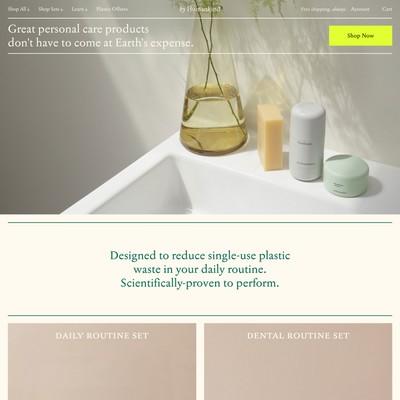 Shop All
Shop Sets
Learn
Plastic Offsets
by Humankind
Free shipping, always
Account
Cart
Great personal care products
don't have to come at Earth's expense.
Shop Now
Designed to reduce single-use plastic
waste in your daily routine.
Scientifically-proven to perform.
DAILY ROUTINE SET
DENTAL ROUTINE SET